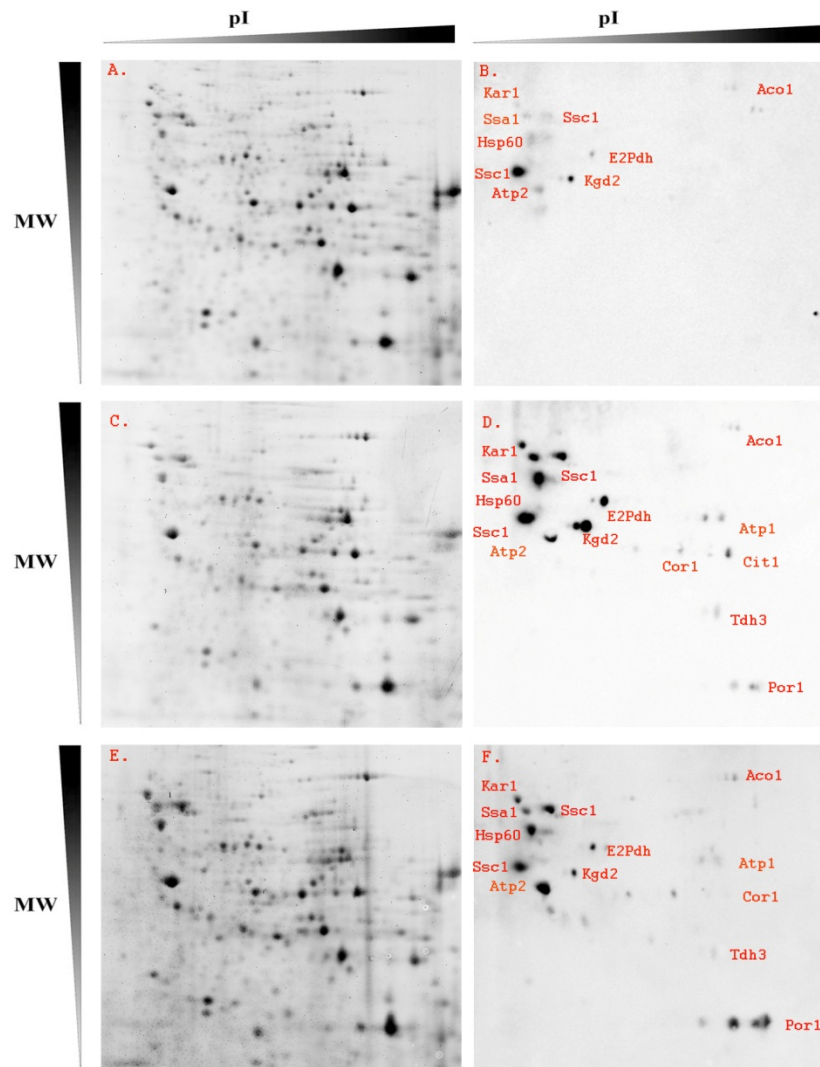 pI
pI
MW
A.
B.
Kar1
Aco1
Ssa1
Ssc1
Hsp60
E2Pdh
Ssc1
Kgd2
Atp2
MW
C.
D.
Aco1
Kar1
Ssa1
Ssc1
Hsp60
E2Pdh
Atp1
Ssc1
Kgd2
Atp2
Cor1
Cit1
Tdh3
Por1
MW
E.
F.
Aco1
Kar1
Ssa1
Ssc1
Hsp60
E2Pdh
Atp1
Ssc1
Kgd2
Atp2
Cor1
Tdh3
Por1